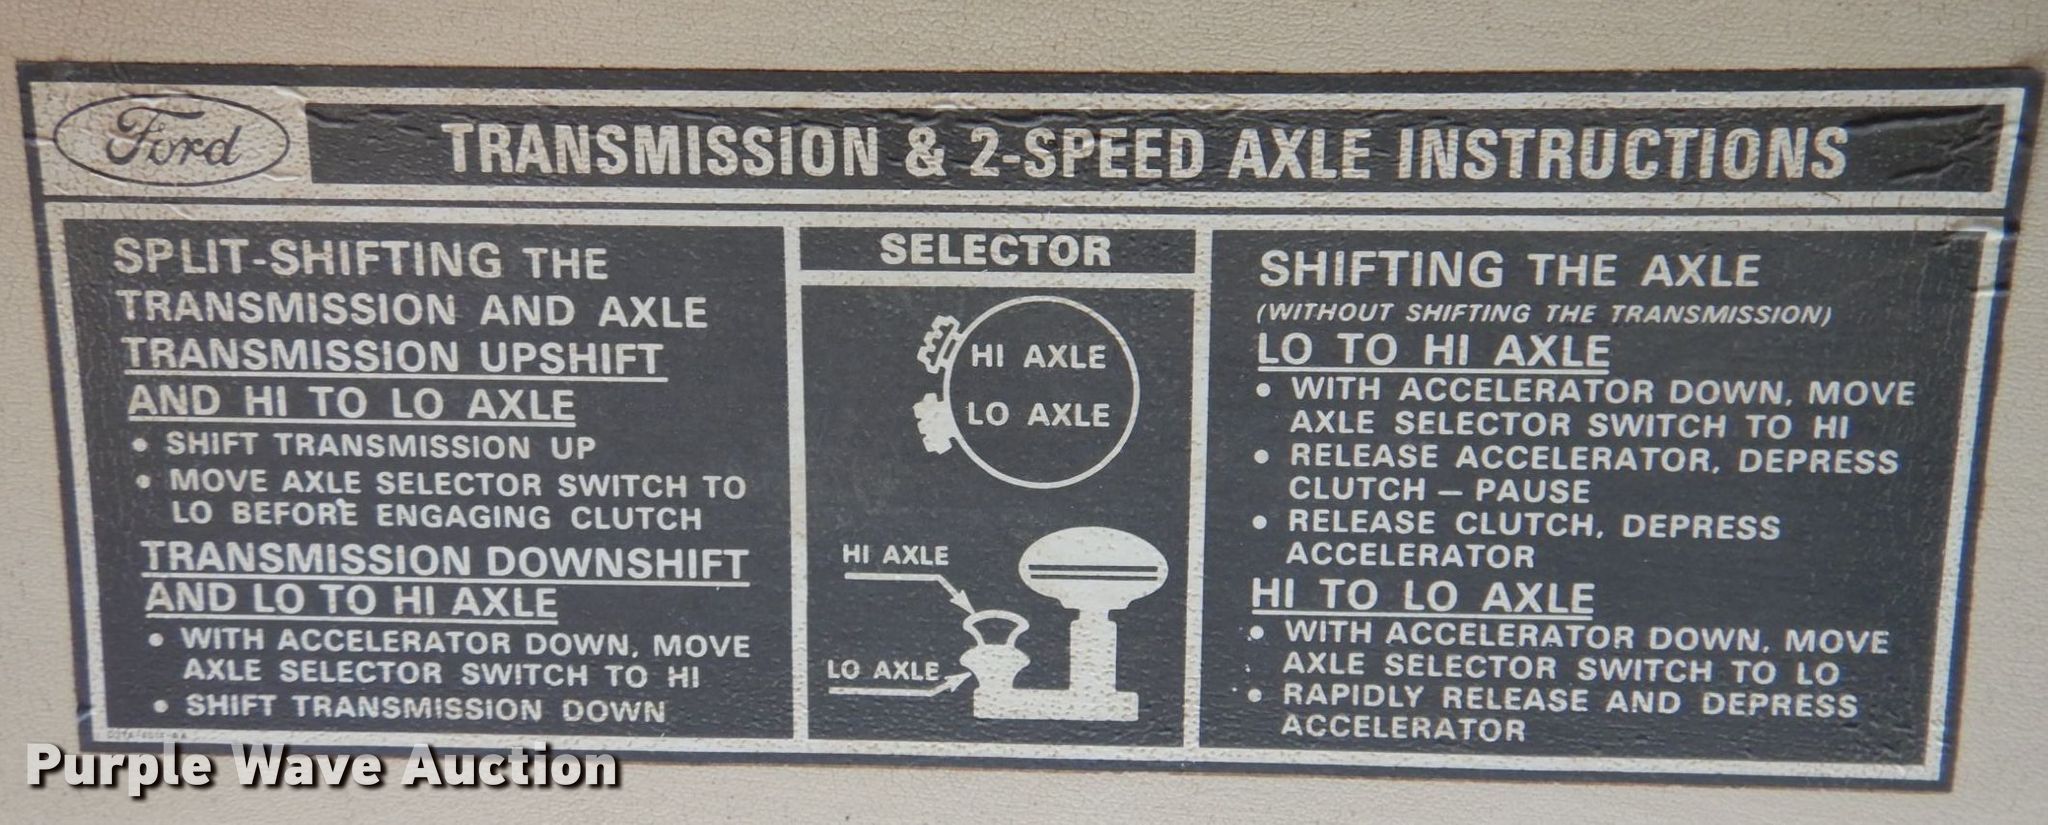 Ford
TRANSMISSION & 2-SPEED AXLE INSTRUCTIONS
SPLIT-SHIFTING THE
TRANSMISSION AND AXLE
TRANSMISSION UPSHIFT
AND HI TO LO AXLE
• SHIFT TRANSMISSION UP
• MOVE AXLE SELECTOR SWITCH TO
LO BEFORE ENGAGING CLUTCH
TRANSMISSION DOWNSHIFT
AND LO TO HI AXLE
• WITH ACCELERATOR DOWN, MOVE
AXLE SELECTOR SWITCH TO HI
• SHIFT TRANSMISSION DOWN
SELECTOR
HI AXLE
LO AXLE
HI AXLE
LO AXLE
SHIFTING THE AXLE
(WITHOUT SHIFTING THE TRANSMISSION)
LO TO HI AXLE
• WITH ACCELERATOR DOWN, MOVE
AXLE SELECTOR SWITCH TO HI
• RELEASE ACCELERATOR, DEPRESS
CLUTCH – PAUSE
• RELEASE CLUTCH, DEPRESS
ACCELERATOR
HI TO LO AXLE
• WITH ACCELERATOR DOWN, MOVE
AXLE SELECTOR SWITCH TO LO
• RAPIDLY RELEASE AND DEPRESS
ACCELERATOR
Purple Wave Auction